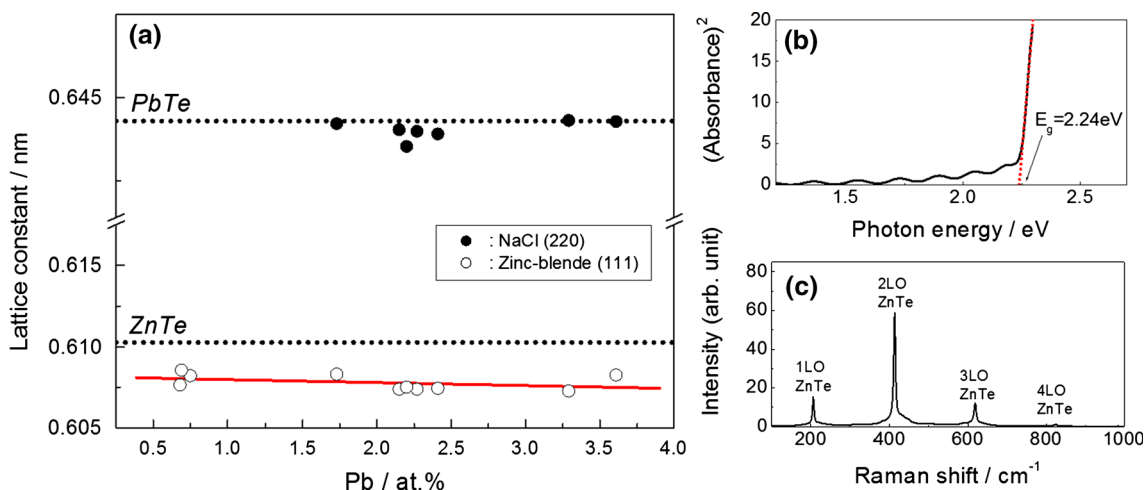 (a)
PbTe
ZnTe
● : NaCl (220)
○ : Zinc-blende (111)
0.645
0.615
0.610
0.605
Lattice constant / nm
0.5 1.0 1.5 2.0 2.5 3.0 3.5 4.0
Pb / at.%
(b)
(Absorbance)²
20
15
10
5
0
E_g=2.24eV
1.5 2.0 2.5
Photon energy / eV
(c)
Intensity (arb. unit)
80
60
40
20
0
1LO
ZnTe
2LO
ZnTe
3LO
ZnTe
4LO
ZnTe
200 400 600 800 1000
Raman shift / cm⁻¹